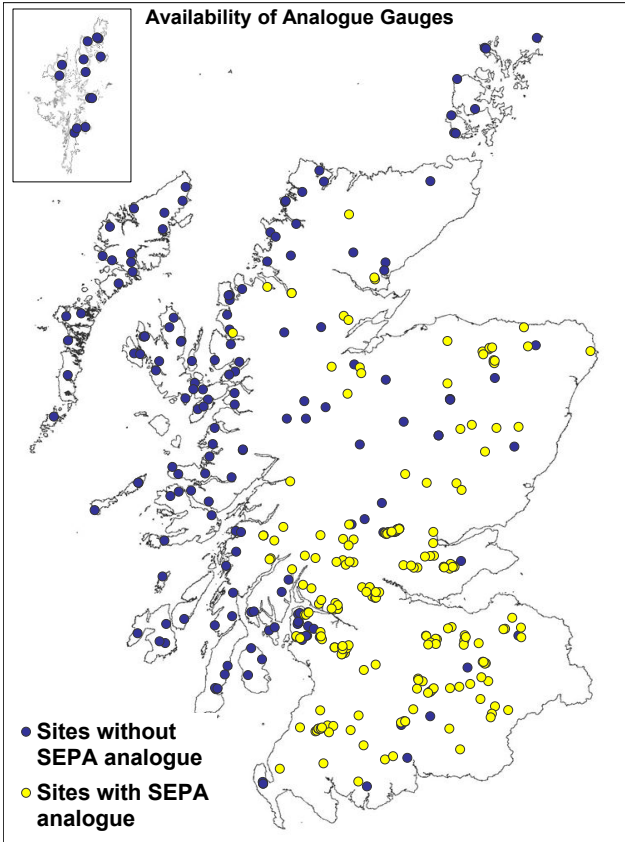 Availability of Analogue Gauges
Sites without
SEPA analogue
Sites with SEPA
analogue